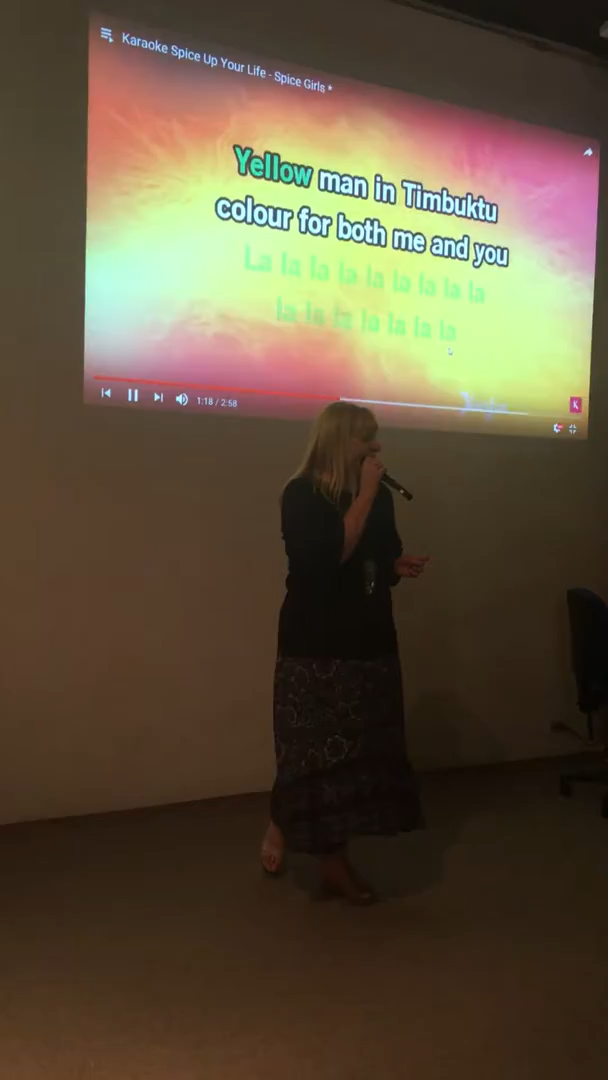 Karaoke Spice Up Your Life - Spice Girls *
Yellow man in Timbuktu
colour for both me and you
La la la la la la la la la
la la la la la la la
1:18 / 2:58
K